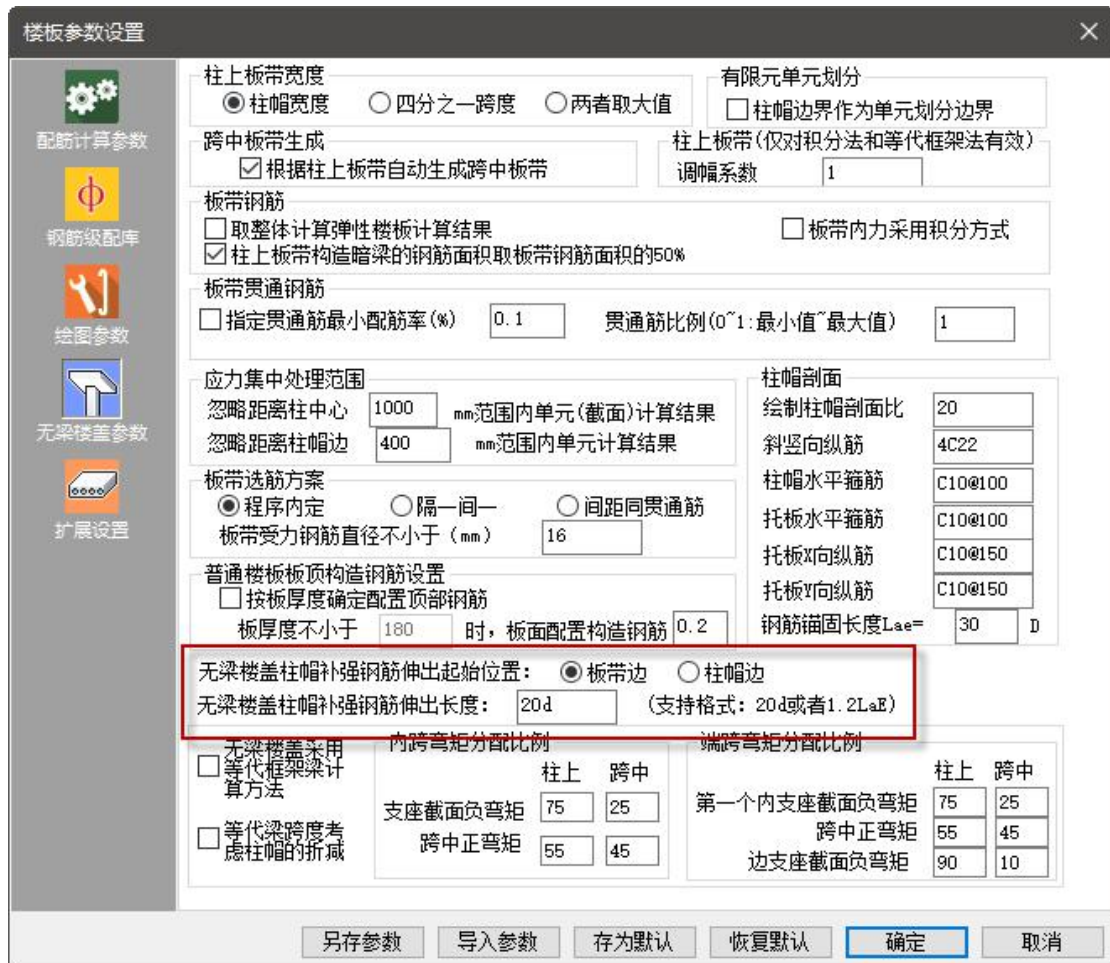 楼板参数设置
配筋计算参数
钢筋级配库
绘图参数
无梁楼盖参数
扩展设置
柱上板带宽度
柱帽宽度 四分之一跨度 两者取大值
有限元单元划分
柱帽边界作为单元划分边界
跨中板带生成
根据柱上板带自动生成跨中板带
柱上板带(仅对积分法和等代框架法有效)
调幅系数 1
板带钢筋
取整体计算弹性楼板计算结果 板带内力采用积分方式
柱上板带构造暗梁的钢筋面积取板带钢筋面积的50%
板带贯通钢筋
指定贯通筋最小配筋率(%) 0.1 贯通筋比例(0~1:最小值~最大值) 1
应力集中处理范围
忽略距离柱中心 1000 mm范围内单元(截面)计算结果
忽略距离柱帽边 400 mm范围内单元计算结果
板带选筋方案
程序内定 隔一间一 间距同贯通筋
板带受力钢筋直径不小于（mm） 16
普通楼板板顶构造钢筋设置
按板厚度确定配置顶部钢筋
板厚度不小于 180 时，板面配置构造钢筋 0.2
柱帽剖面
绘制柱帽剖面比 20
斜竖向纵筋 4C22
柱帽水平箍筋 C10@100
托板水平箍筋 C10@100
托板X向纵筋 C10@150
托板Y向纵筋 C10@150
钢筋锚固长度Lae= 30 D
无梁楼盖柱帽补强钢筋伸出起始位置： 板带边 柱帽边
无梁楼盖柱帽补强钢筋伸出长度： 20d (支持格式：20d或者1.2LaE)
无梁楼盖采用
等代框架梁计
算方法
等代梁跨度考
虑柱帽的折减
内跨弯矩分配比例
柱上 跨中
支座截面负弯矩 75 25
跨中正弯矩 55 45
端跨弯矩分配比例
柱上 跨中
第一个内支座截面负弯矩 75 25
跨中正弯矩 55 45
边支座截面负弯矩 90 10
另存参数 导入参数 存为默认 恢复默认 确定 取消